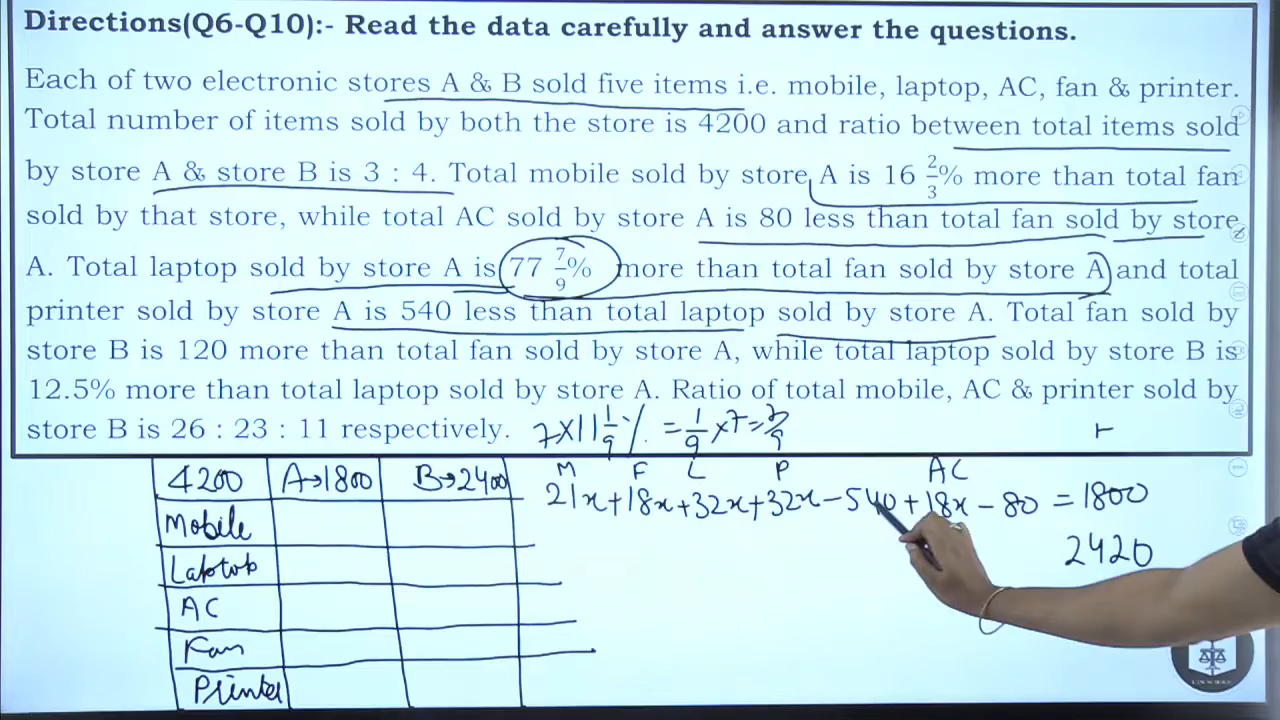 Directions(Q6-Q10):- Read the data carefully and answer the questions.
Each of two electronic stores A & B sold five items i.e. mobile, laptop, AC, fan & printer.
Total number of items sold by both the store is 4200 and ratio between total items sold
by store A & store B is 3 : 4. Total mobile sold by store A is 16 2/3% more than total fan
sold by that store, while total AC sold by store A is 80 less than total fan sold by store
A. Total laptop sold by store A is 77 7/9% more than total fan sold by store A and total
printer sold by store A is 540 less than total laptop sold by store A. Total fan sold by
store B is 120 more than total fan sold by store A, while total laptop sold by store B is
12.5% more than total laptop sold by store A. Ratio of total mobile, AC & printer sold by
store B is 26 : 23 : 11 respectively.
7×11 1/9 % = 1/9 ×7 = 7/9
M F L P AC
4200 A→1800 B→2400
21x+18x+32x+32x-540+18x-80 = 1800
2420
Mobile
Laptop
AC
Fan
Printer